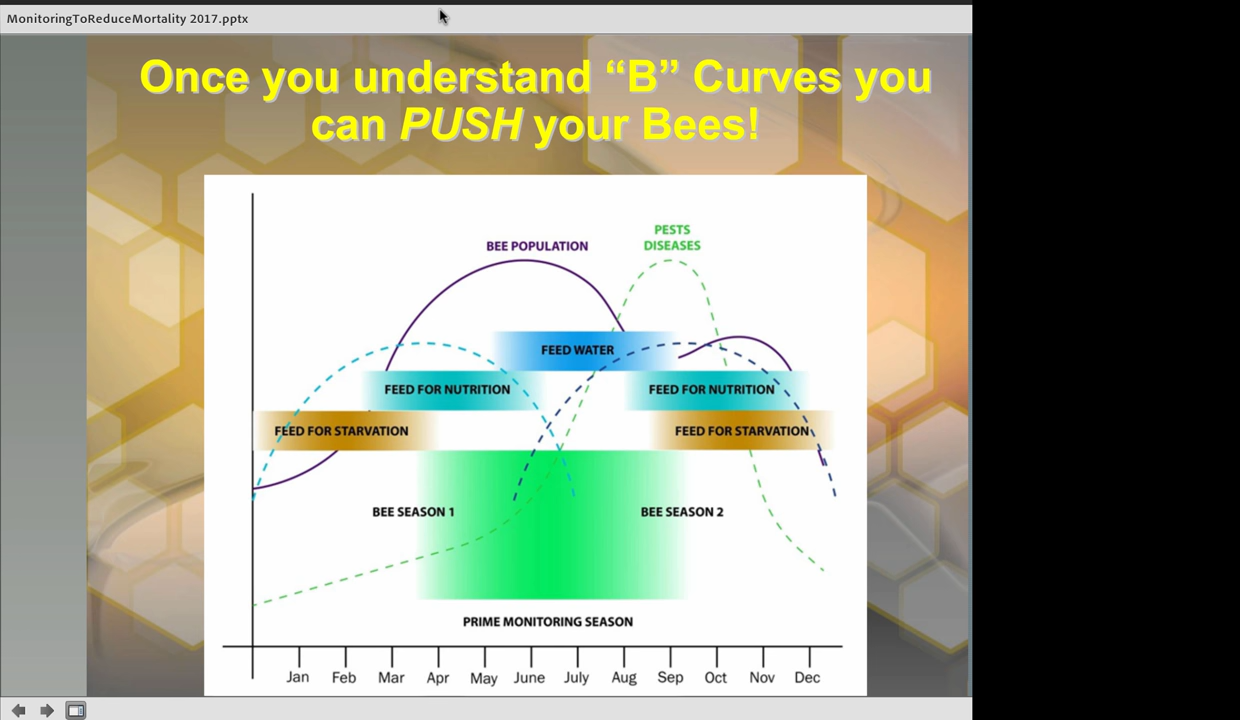 MonitoringToReduceMortality 2017.pptx
Once you understand “B” Curves you
can PUSH your Bees!
BEE POPULATION
PESTS
DISEASES
FEED WATER
FEED FOR NUTRITION
FEED FOR NUTRITION
FEED FOR STARVATION
FEED FOR STARVATION
BEE SEASON 1
BEE SEASON 2
PRIME MONITORING SEASON
Jan Feb Mar Apr May June July Aug Sep Oct Nov Dec